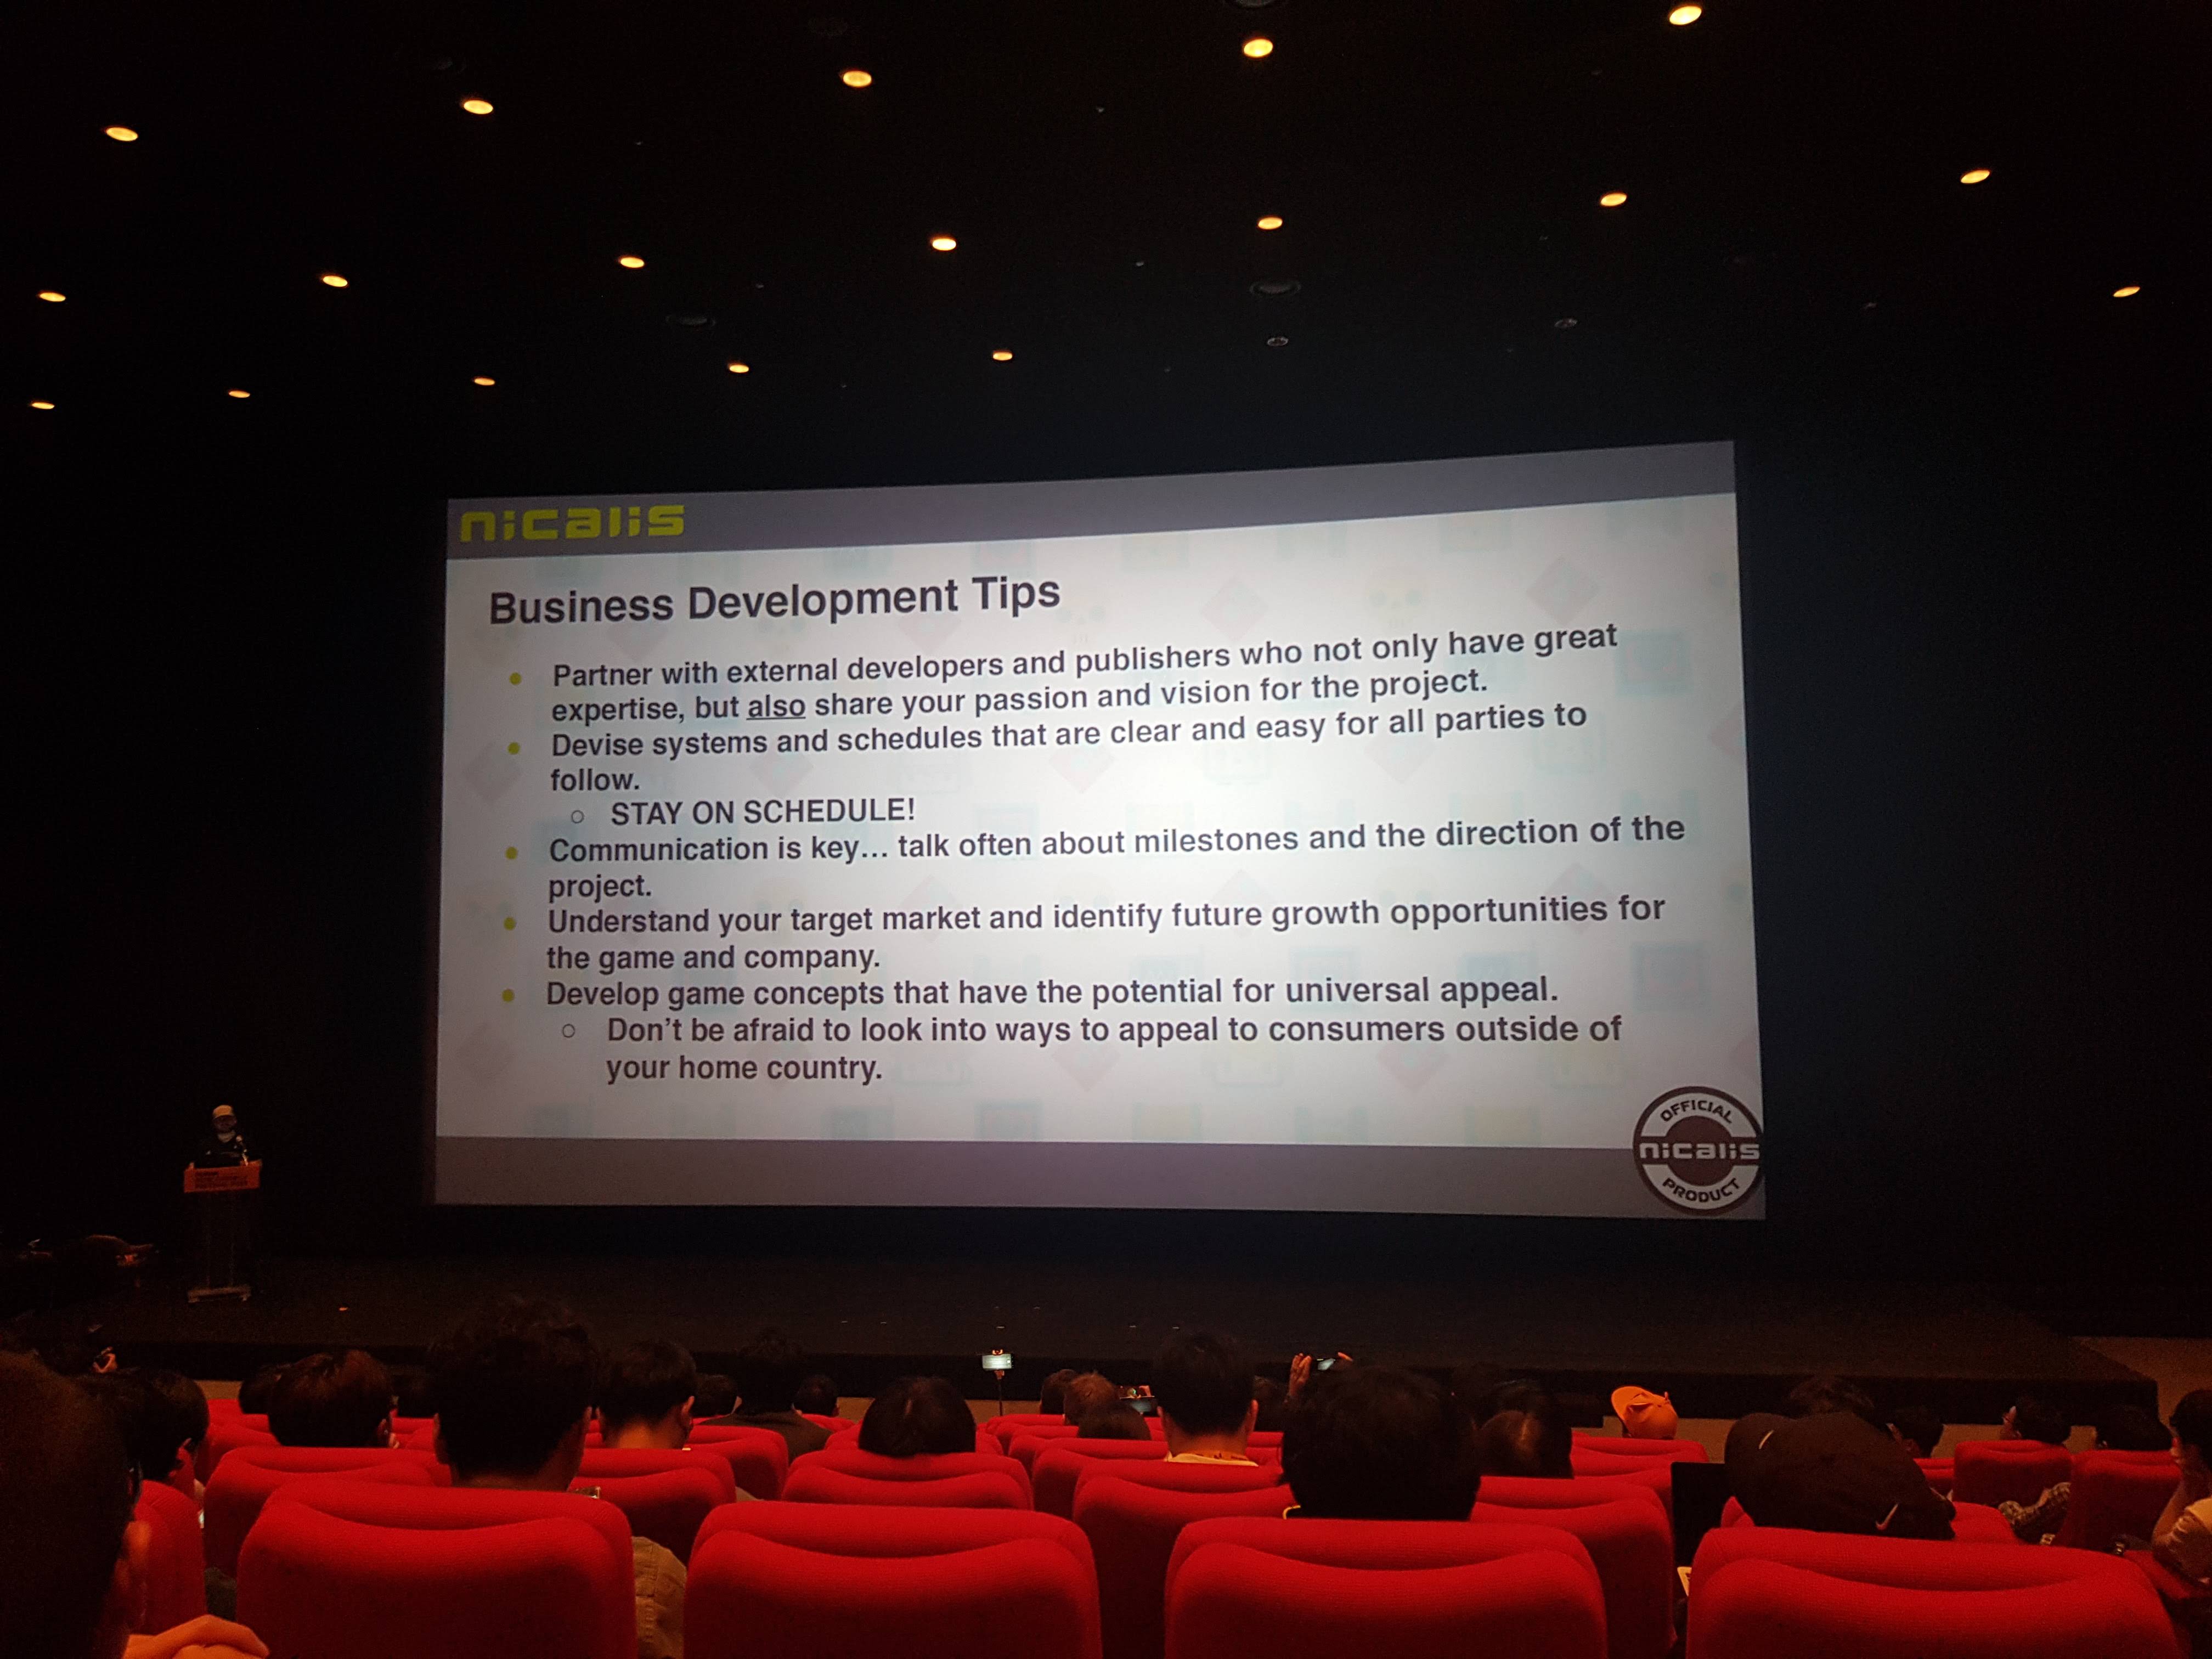 nicalis
Business Development Tips
● Partner with external developers and publishers who not only have great
expertise, but also share your passion and vision for the project.
● Devise systems and schedules that are clear and easy for all parties to
follow.
○ STAY ON SCHEDULE!
● Communication is key... talk often about milestones and the direction of the
project.
● Understand your target market and identify future growth opportunities for
the game and company.
● Develop game concepts that have the potential for universal appeal.
○ Don't be afraid to look into ways to appeal to consumers outside of
your home country.
OFFICIAL
nicalis
PRODUCT